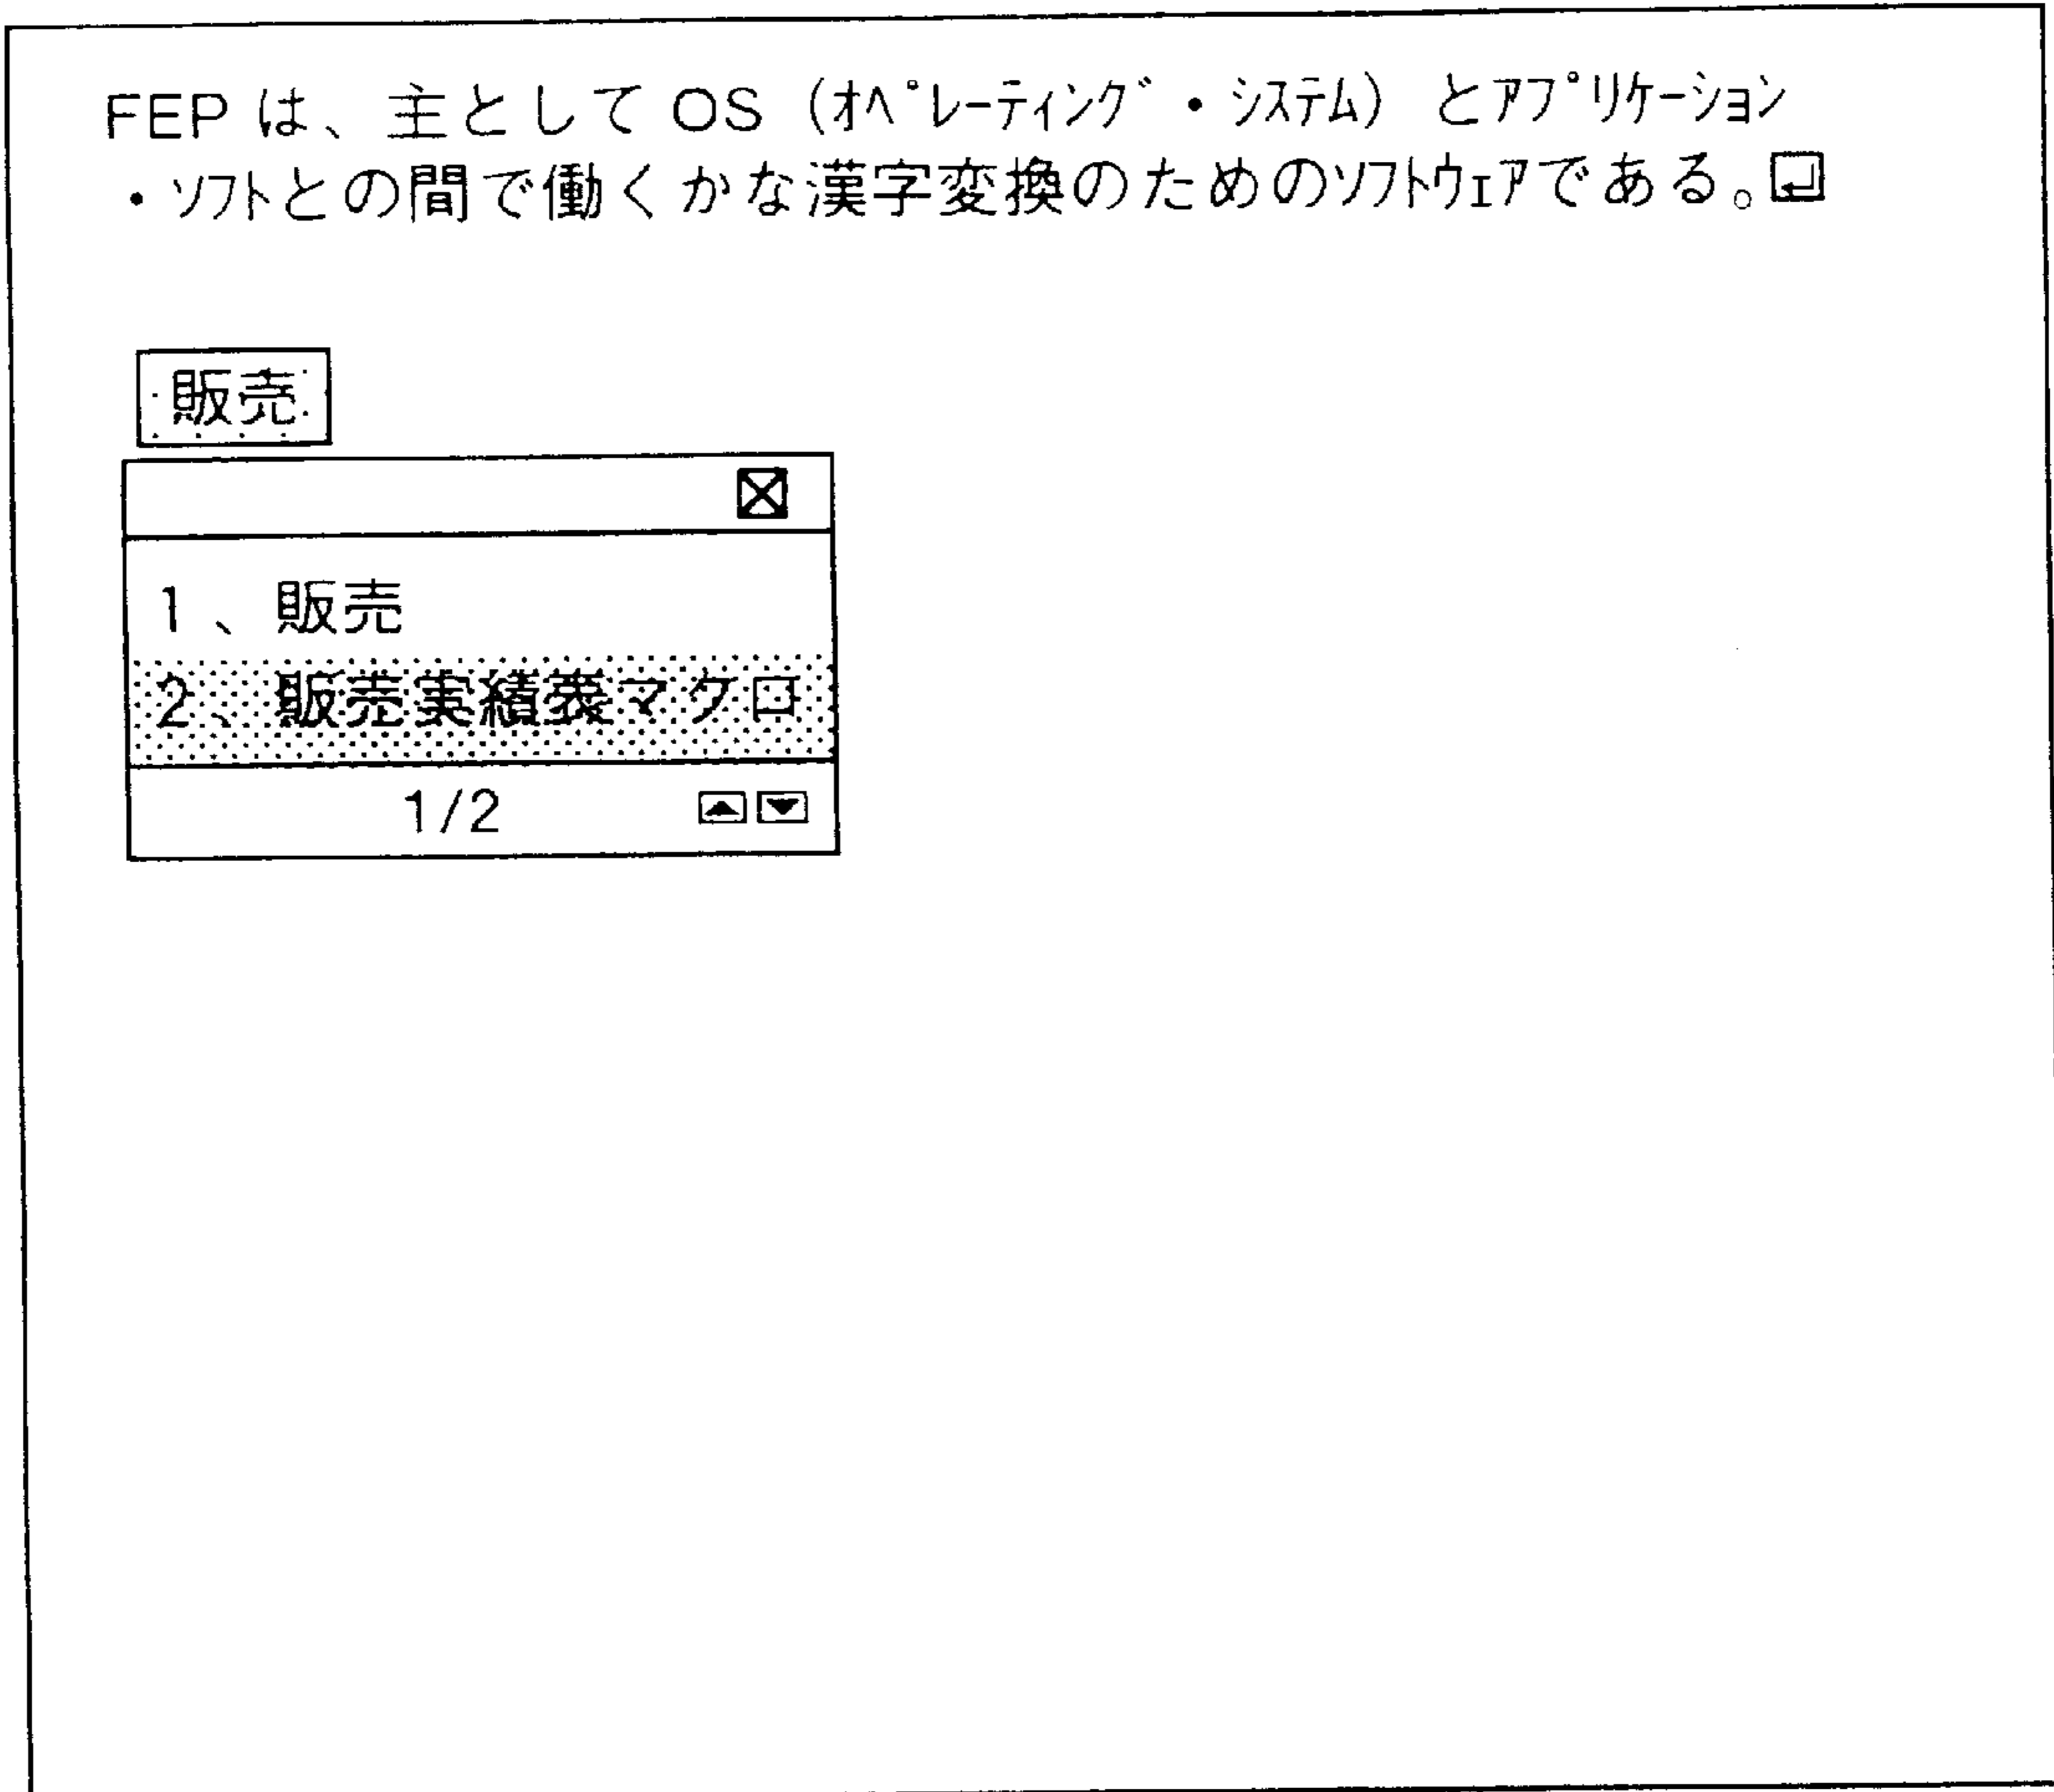 FEP は、主として OS (ｵﾍﾟﾚｰﾃｨﾝｸﾞ・ｼｽﾃﾑ) とｱﾌﾟﾘｹｰｼｮﾝ
・ｿﾌﾄとの間で働くかな漢字変換のためのｿﾌﾄｳｪｱである。
販売
1、販売
2、販売実績表マクロ
1/2